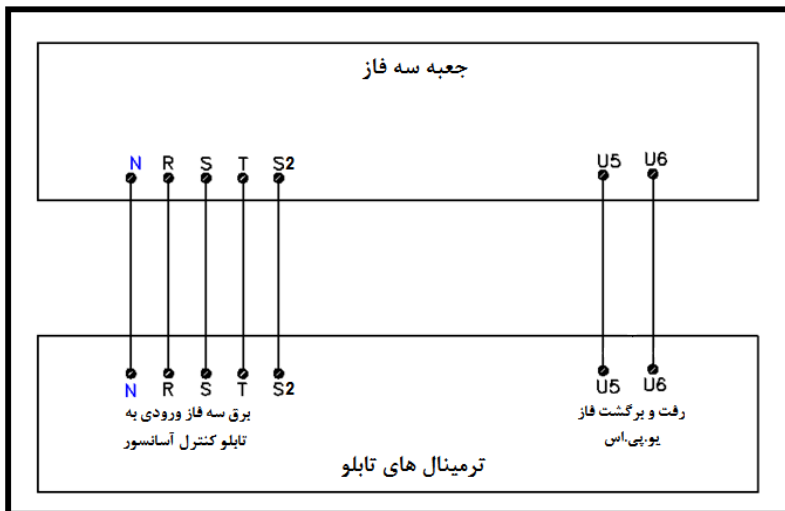 جعبه سه فاز
N R S T S2 U5 U6
N R S T S2 U5 U6
برق سه فاز ورودی به
تابلو کنترل آسانسور
رفت و برگشت فاز
یو.پی.اس
ترمینال های تابلو